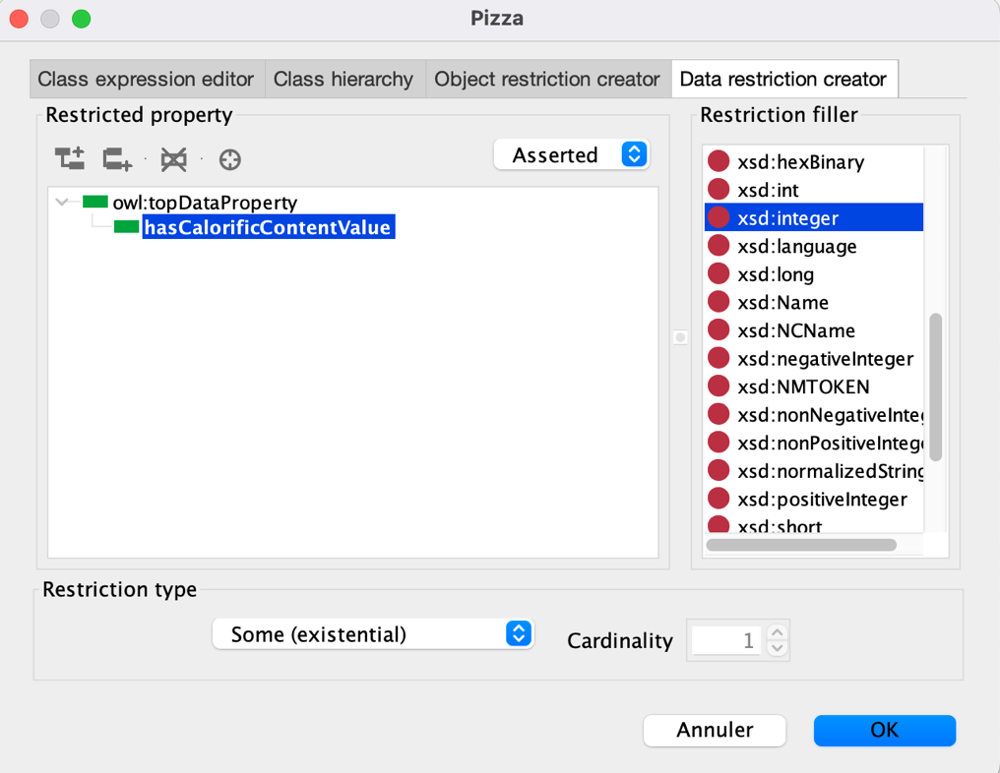 Pizza
Class expression editor
Class hierarchy
Object restriction creator
Data restriction creator
Restricted property
Asserted
owl:topDataProperty
hasCalorificContentValue
Restriction filler
xsd:hexBinary
xsd:int
xsd:integer
xsd:language
xsd:long
xsd:Name
xsd:NCName
xsd:negativeInteger
xsd:NMTOKEN
xsd:nonNegativeInteg
xsd:nonPositiveIntege
xsd:normalizedString
xsd:positiveInteger
xsd:short
Restriction type
Some (existential)
Cardinality
1
Annuler
OK